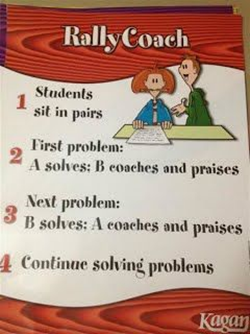 RallyCoach
1 Students
sit in pairs
2 First problem:
A solves; B coaches and praises
3 Next problem:
B solves; A coaches and praises
4 Continue solving problems
Kagan